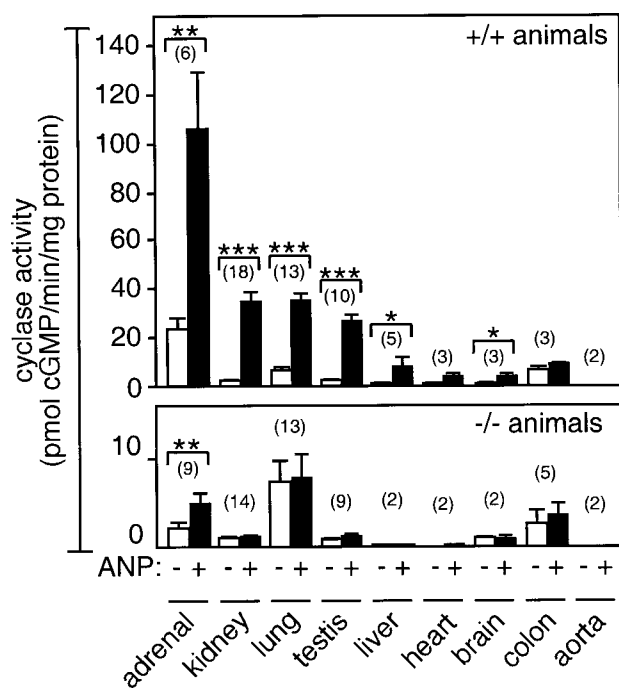 +/+ animals
140
120
100
80
60
40
20
0
**
(6)
***
(18)
***
(13)
***
(10)
*
(5)
(3)
*
(3)
(3)
(2)
cyclase activity
(pmol cGMP/min/mg protein)
-/- animals
10
0
**
(9)
(14)
(13)
(9)
(2)
(2)
(2)
(5)
(2)
ANP: - + - + - + - + - + - + - + - + - +
adrenal
kidney
lung
testis
liver
heart
brain
colon
aorta